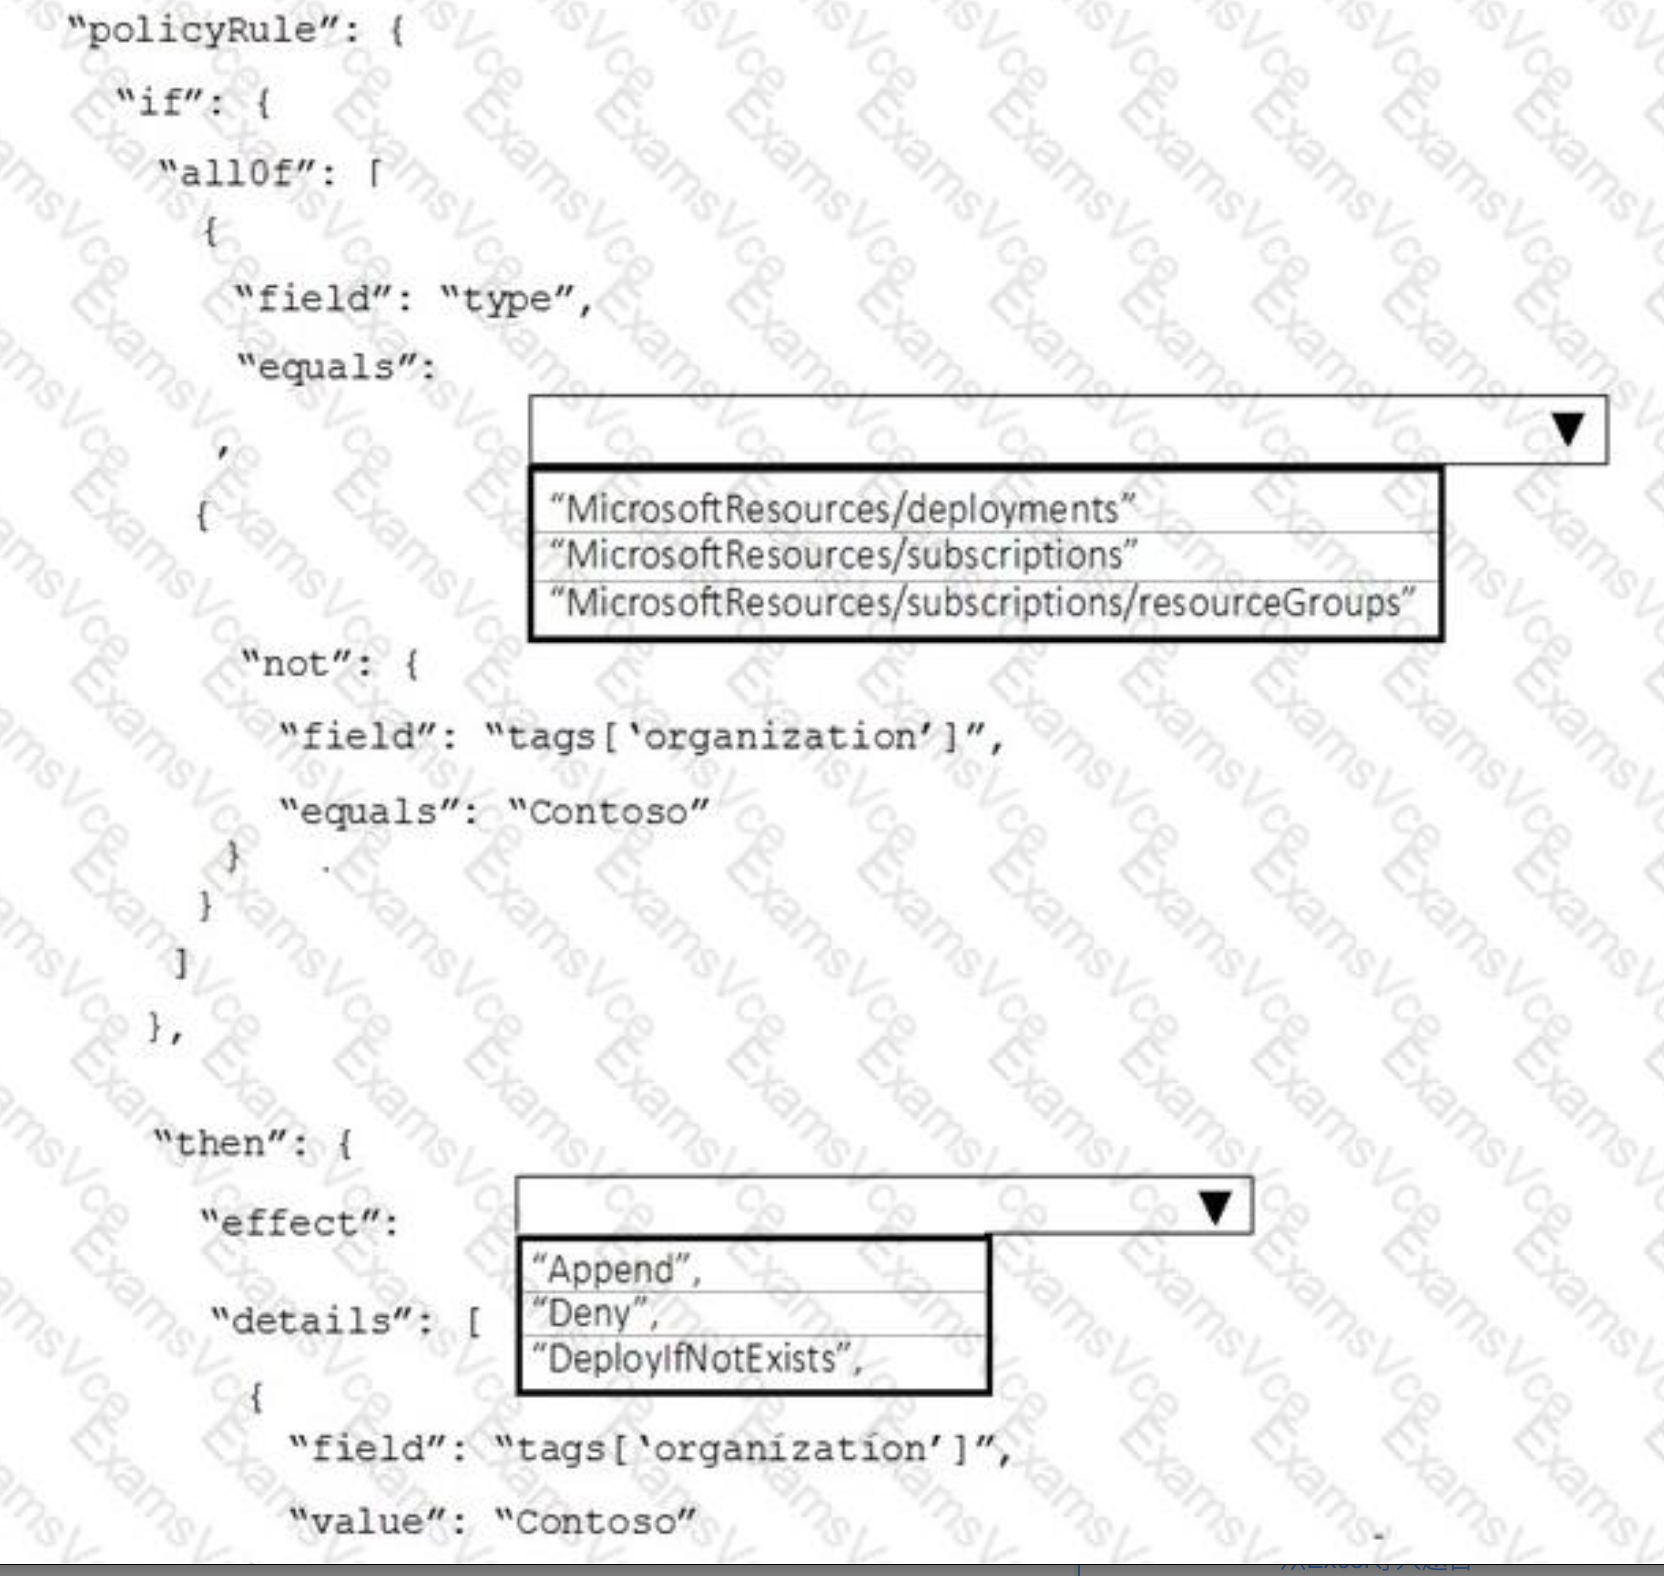 “policyRule”: {
“if”: {
“all0f”: [
{
“field”: “type”,
“equals”:
,
{
“MicrosoftResources/deployments”
“MicrosoftResources/subscriptions”
“MicrosoftResources/subscriptions/resourceGroups”
“not”: {
“field”: “tags[‘organization’]”,
“equals”: “Contoso”
}
}
]
},
“then”: {
“effect”:
“Append”,
“Deny”,
“DeployIfNotExists”,
“details”: [
{
“field”: “tags[‘organization’]”,
“value”: “Contoso”
ExamsVce